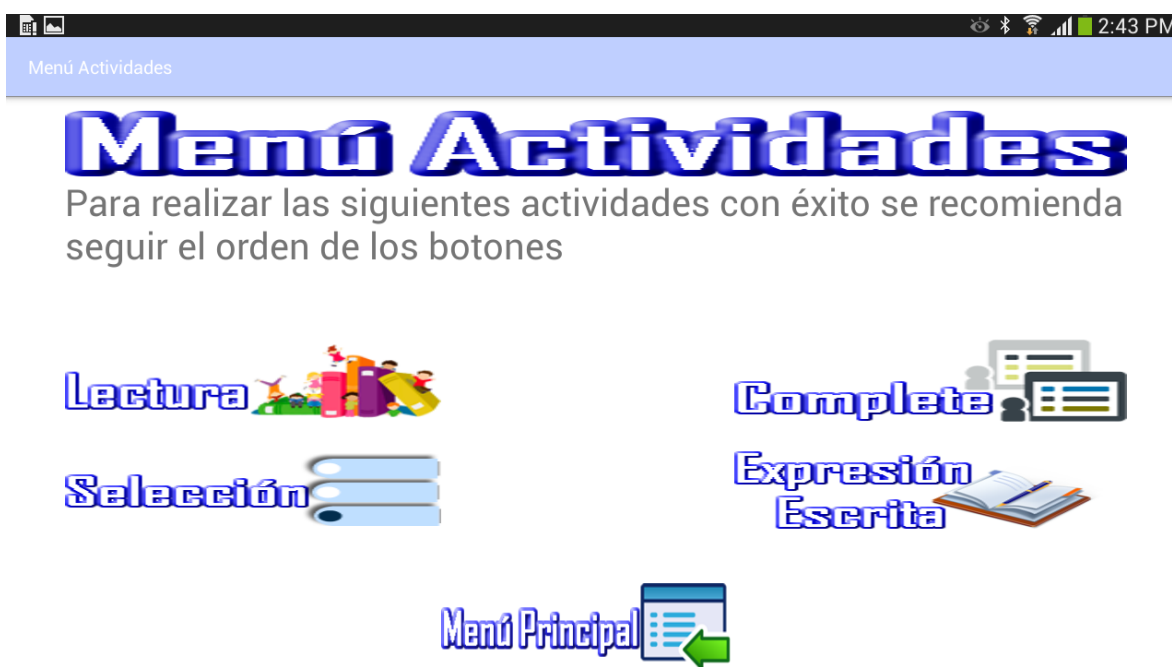 2:43 PM
Menú Actividades
Menú Actividades
Para realizar las siguientes actividades con éxito se recomienda
seguir el orden de los botones
Lectura
Complete
Selección
Expresión
Escrita
Menú Principal